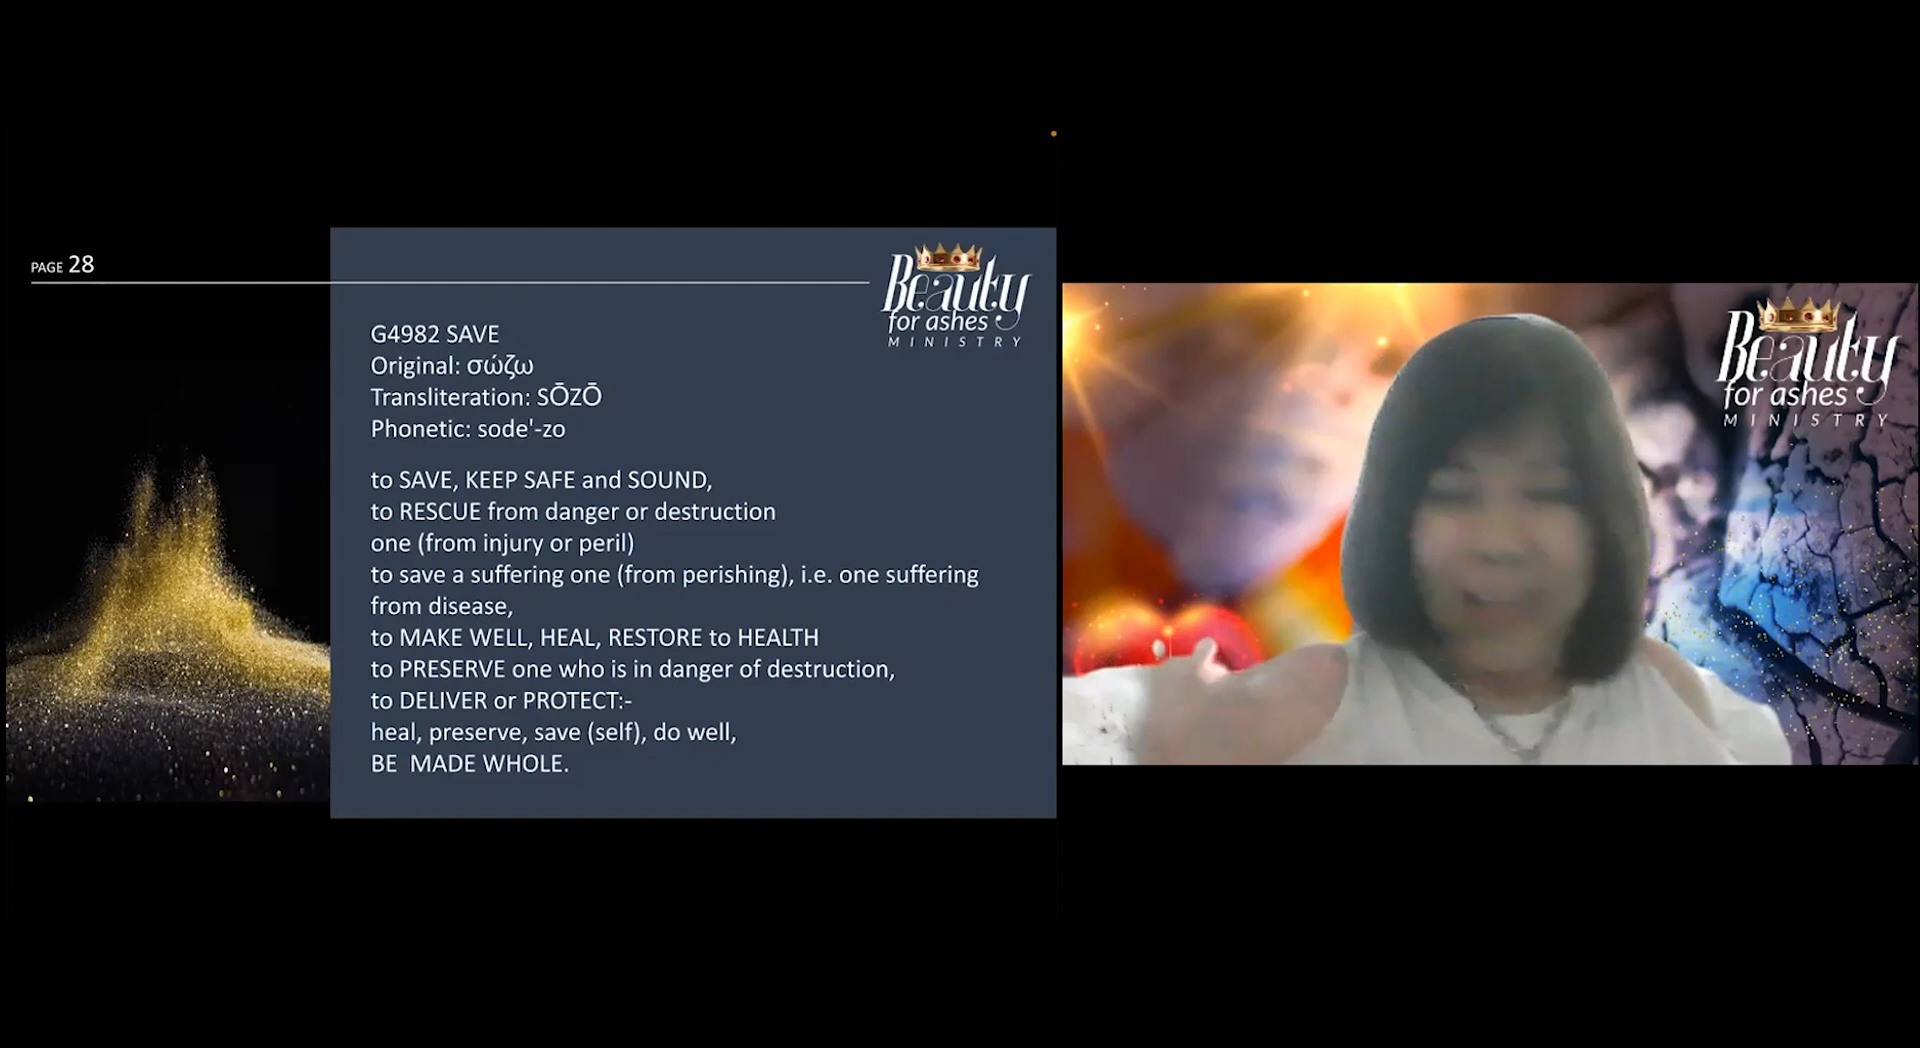 PAGE 28
Beauty
for ashes
MINISTRY
G4982 SAVE
Original: σώζω
Transliteration: SŌZŌ
Phonetic: sode'-zo
to SAVE, KEEP SAFE and SOUND,
to RESCUE from danger or destruction
one (from injury or peril)
to save a suffering one (from perishing), i.e. one suffering
from disease,
to MAKE WELL, HEAL, RESTORE to HEALTH
to PRESERVE one who is in danger of destruction,
to DELIVER or PROTECT:-
heal, preserve, save (self), do well,
BE  MADE WHOLE.
Beauty
for ashes
MINISTRY